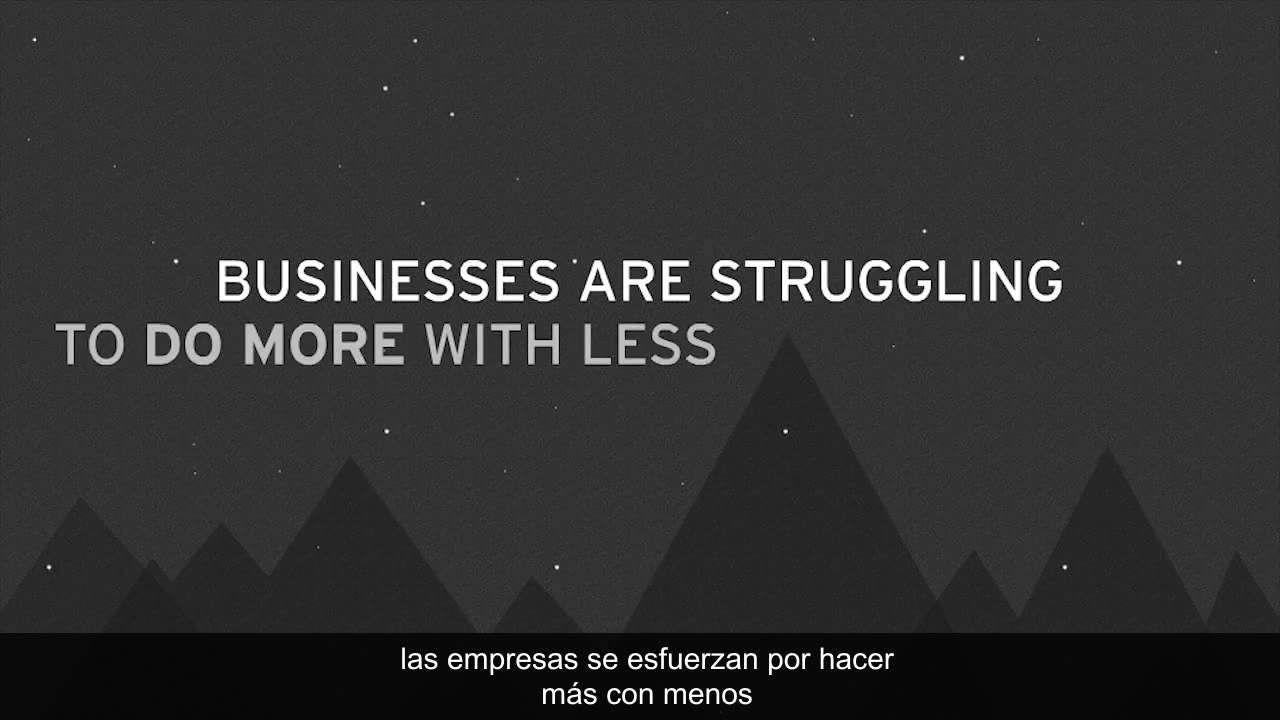 BUSINESSES ARE STRUGGLING
TO DO MORE WITH LESS
las empresas se esfuerzan por hacer
más con menos